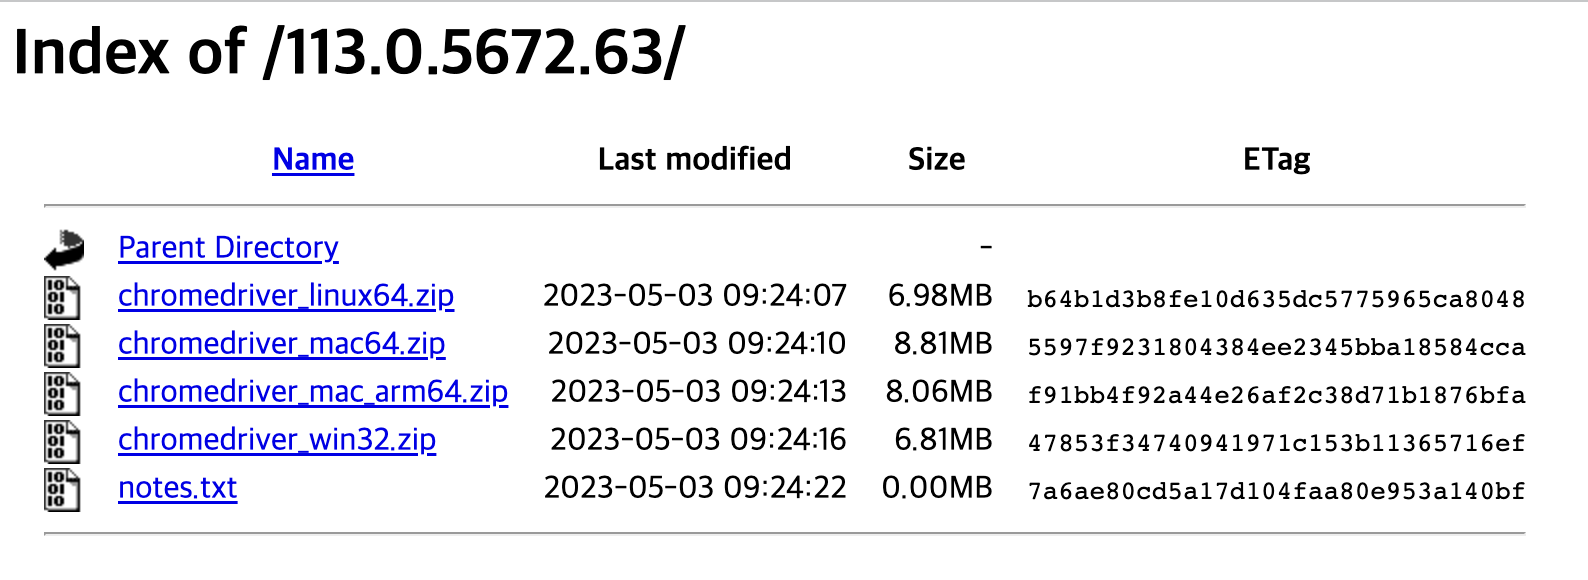 Index of /113.0.5672.63/
Name Last modified Size ETag
Parent Directory -
chromedriver_linux64.zip 2023-05-03 09:24:07 6.98MB b64b1d3b8fe10d635dc5775965ca8048
chromedriver_mac64.zip 2023-05-03 09:24:10 8.81MB 5597f9231804384ee2345bba18584cca
chromedriver_mac_arm64.zip 2023-05-03 09:24:13 8.06MB f91bb4f92a44e26af2c38d71b1876bfa
chromedriver_win32.zip 2023-05-03 09:24:16 6.81MB 47853f34740941971c153b11365716ef
notes.txt 2023-05-03 09:24:22 0.00MB 7a6ae80cd5a17d104faa80e953a140bf